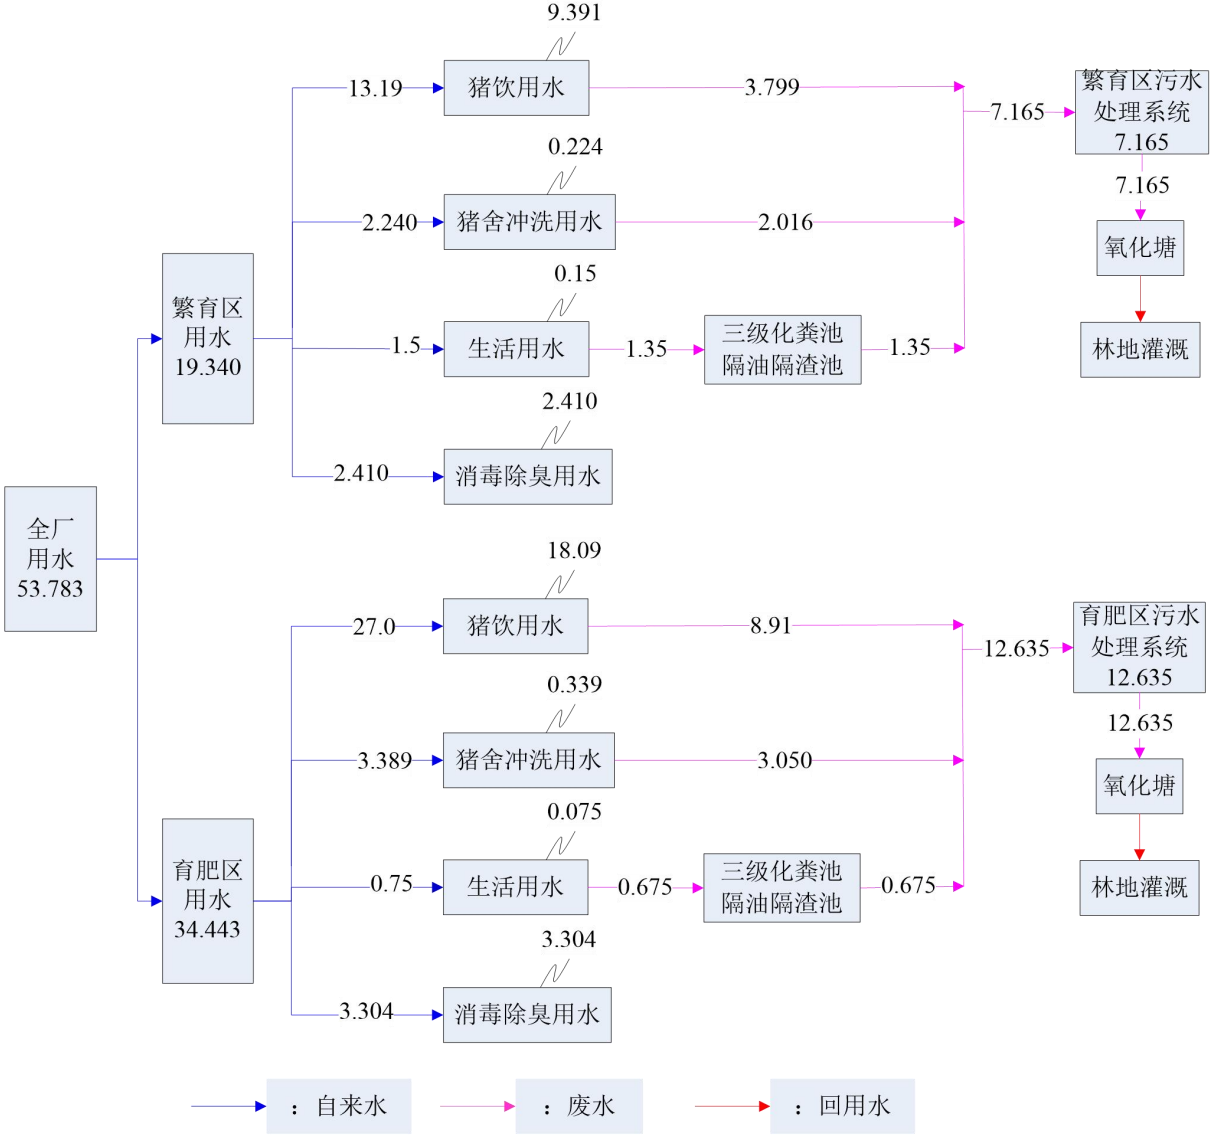 9.391
13.19
猪饮用水
3.799
7.165
繁育区污水
处理系统
7.165
0.224
2.240
猪舍冲洗用水
2.016
7.165
氧化塘
繁育区
用水
19.340
0.15
1.5
生活用水
1.35
三级化粪池
隔油隔渣池
1.35
林地灌溉
2.410
2.410
消毒除臭用水
全厂
用水
53.783
18.09
27.0
猪饮用水
8.91
12.635
育肥区污水
处理系统
12.635
0.339
3.389
猪舍冲洗用水
3.050
12.635
氧化塘
育肥区
用水
34.443
0.075
0.75
生活用水
0.675
三级化粪池
隔油隔渣池
0.675
林地灌溉
3.304
3.304
消毒除臭用水
：自来水
：废水
：回用水